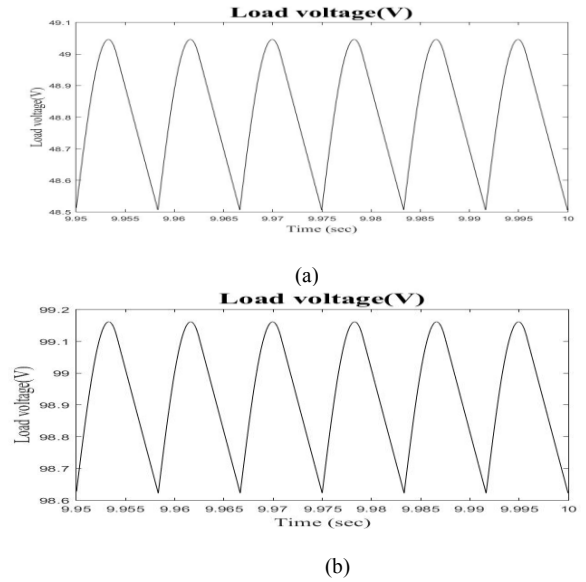 Load voltage(V)
49.1
49
48.9
48.8
48.7
48.6
48.5
Load voltage(V)
9.95 9.955 9.96 9.965 9.97 9.975 9.98 9.985 9.99 9.995 10
Time (sec)
(a)
Load voltage(V)
99.2
99.1
99
98.9
98.8
98.7
98.6
Load voltage(V)
9.95 9.955 9.96 9.965 9.97 9.975 9.98 9.985 9.99 9.995 10
Time (sec)
(b)